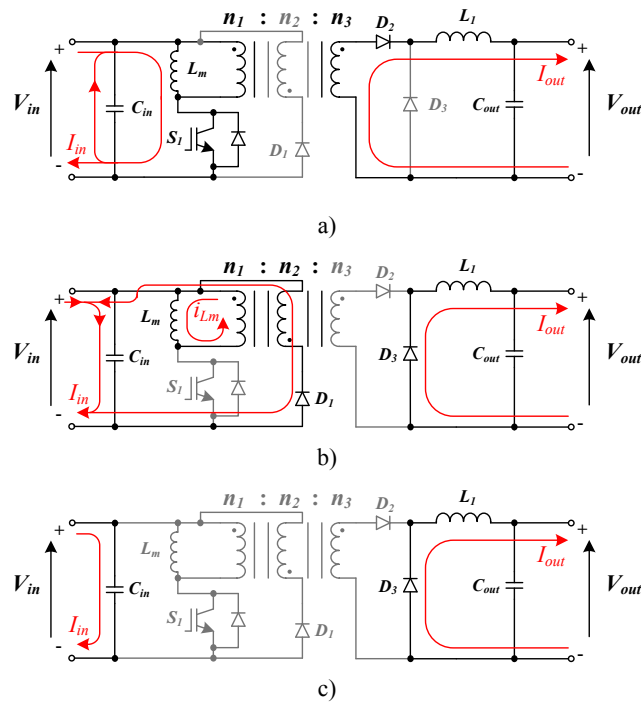 n1 : n2 : n3 D2 L1
+ Lm Iout +
Vin Cin S1 D1 D3 Cout Vout
Iin
- -
a)
n1 : n2 : n3 D2 L1
+ Lm iLm Iout +
Vin Cin S1 D1 D3 Cout Vout
Iin
- -
b)
n1 : n2 : n3 D2 L1
+ Lm Iout +
Vin Cin S1 D1 D3 Cout Vout
Iin
- -
c)